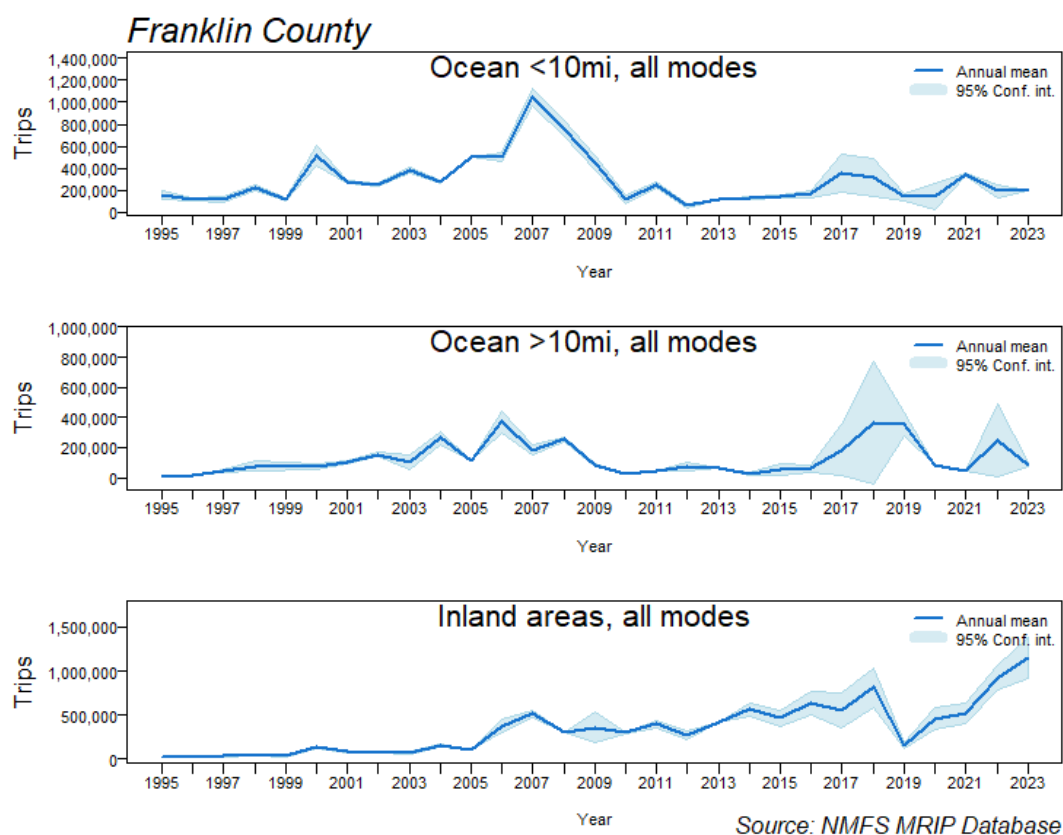 Franklin County
Ocean <10mi, all modes
Annual mean
95% Conf. int.
Trips
1,400,000
1,200,000
1,000,000
800,000
600,000
400,000
200,000
0
1995 1997 1999 2001 2003 2005 2007 2009 2011 2013 2015 2017 2019 2021 2023
Year
Ocean >10mi, all modes
Annual mean
95% Conf. int.
Trips
1,000,000
800,000
600,000
400,000
200,000
0
1995 1997 1999 2001 2003 2005 2007 2009 2011 2013 2015 2017 2019 2021 2023
Year
Inland areas, all modes
Annual mean
95% Conf. int.
Trips
1,500,000
1,000,000
500,000
0
1995 1997 1999 2001 2003 2005 2007 2009 2011 2013 2015 2017 2019 2021 2023
Year
Source: NMFS MRIP Database